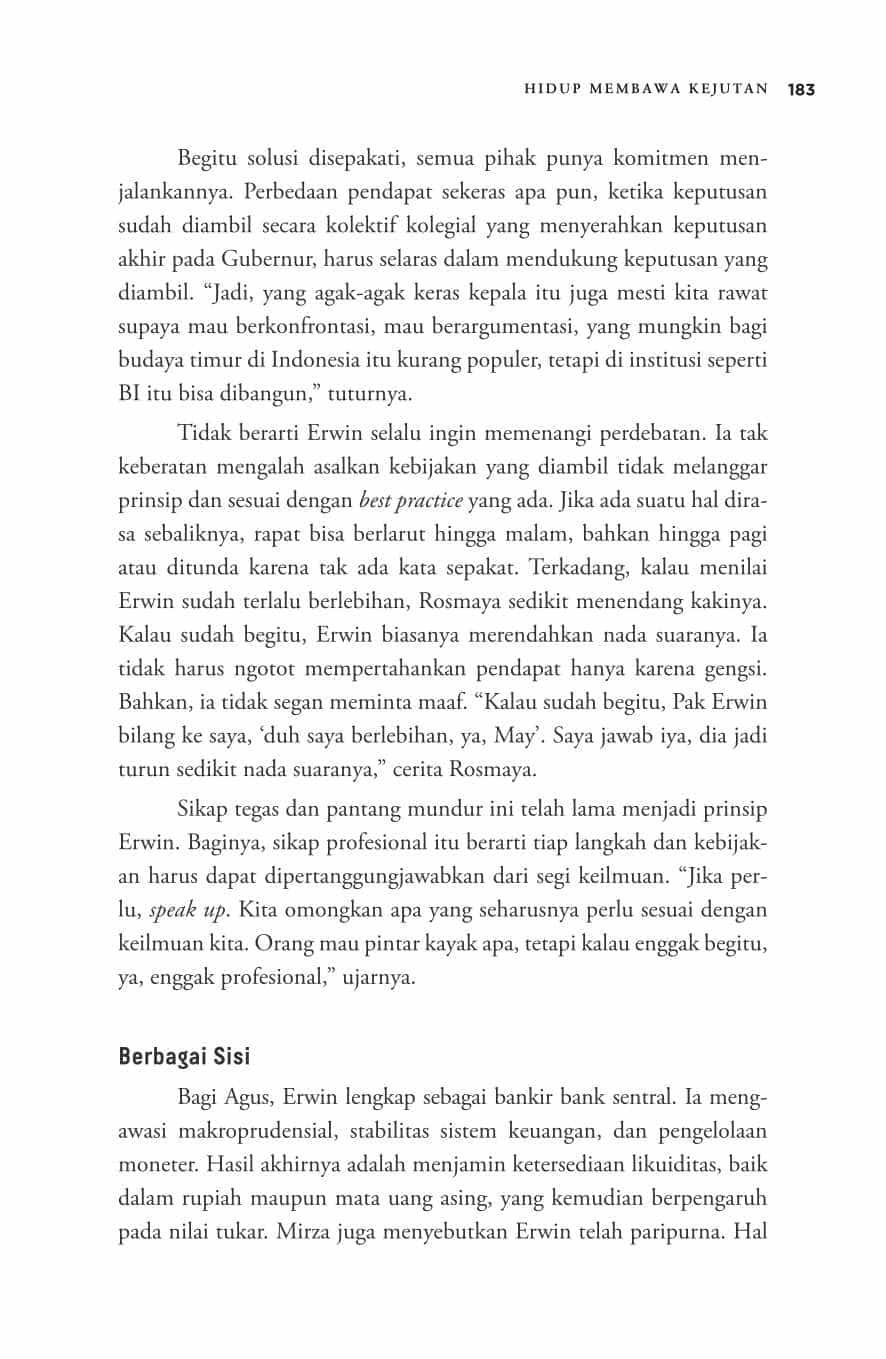 HIDUP MEMBAWA KEJUTAN 183
Begitu solusi disepakati, semua pihak punya komitmen men-
jalankannya. Perbedaan pendapat sekeras apa pun, ketika keputusan
sudah diambil secara kolektif kolegial yang menyerahkan keputusan
akhir pada Gubernur, harus selaras dalam mendukung keputusan yang
diambil. “Jadi, yang agak-agak keras kepala itu juga mesti kita rawat
supaya mau berkonfrontasi, mau berargumentasi, yang mungkin bagi
budaya timur di Indonesia itu kurang populer, tetapi di institusi seperti
BI itu bisa dibangun,” tuturnya.
Tidak berarti Erwin selalu ingin memenangi perdebatan. Ia tak
keberatan mengalah asalkan kebijakan yang diambil tidak melanggar
prinsip dan sesuai dengan best practice yang ada. Jika ada suatu hal dira-
sa sebaliknya, rapat bisa berlarut hingga malam, bahkan hingga pagi
atau ditunda karena tak ada kata sepakat. Terkadang, kalau menilai
Erwin sudah terlalu berlebihan, Rosmaya sedikit menendang kakinya.
Kalau sudah begitu, Erwin biasanya merendahkan nada suaranya. Ia
tidak harus ngotot mempertahankan pendapat hanya karena gengsi.
Bahkan, ia tidak segan meminta maaf. “Kalau sudah begitu, Pak Erwin
bilang ke saya, ‘duh saya berlebihan, ya, May’. Saya jawab iya, dia jadi
turun sedikit nada suaranya,” cerita Rosmaya.
Sikap tegas dan pantang mundur ini telah lama menjadi prinsip
Erwin. Baginya, sikap profesional itu berarti tiap langkah dan kebijak-
an harus dapat dipertanggungjawabkan dari segi keilmuan. “Jika per-
lu, speak up. Kita omongkan apa yang seharusnya perlu sesuai dengan
keilmuan kita. Orang mau pintar kayak apa, tetapi kalau enggak begitu,
ya, enggak profesional,” ujarnya.
Berbagai Sisi
Bagi Agus, Erwin lengkap sebagai bankir bank sentral. Ia meng-
awasi makroprudensial, stabilitas sistem keuangan, dan pengelolaan
moneter. Hasil akhirnya adalah menjamin ketersediaan likuiditas, baik
dalam rupiah maupun mata uang asing, yang kemudian berpengaruh
pada nilai tukar. Mirza juga menyebutkan Erwin telah paripurna. Hal